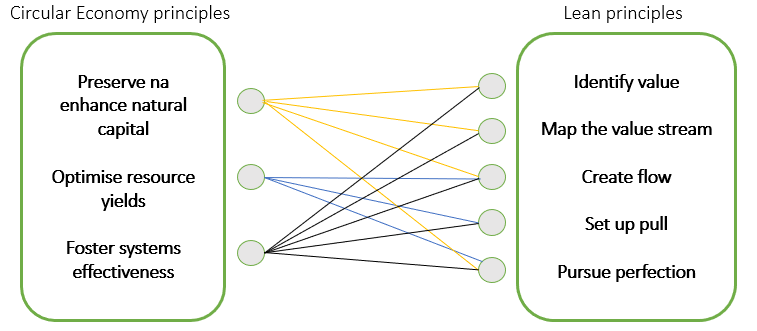 Circular Economy principles
Lean principles
Preserve na
enhance natural
capital
Optimise resource
yields
Foster systems
effectiveness
Identify value
Map the value stream
Create flow
Set up pull
Pursue perfection